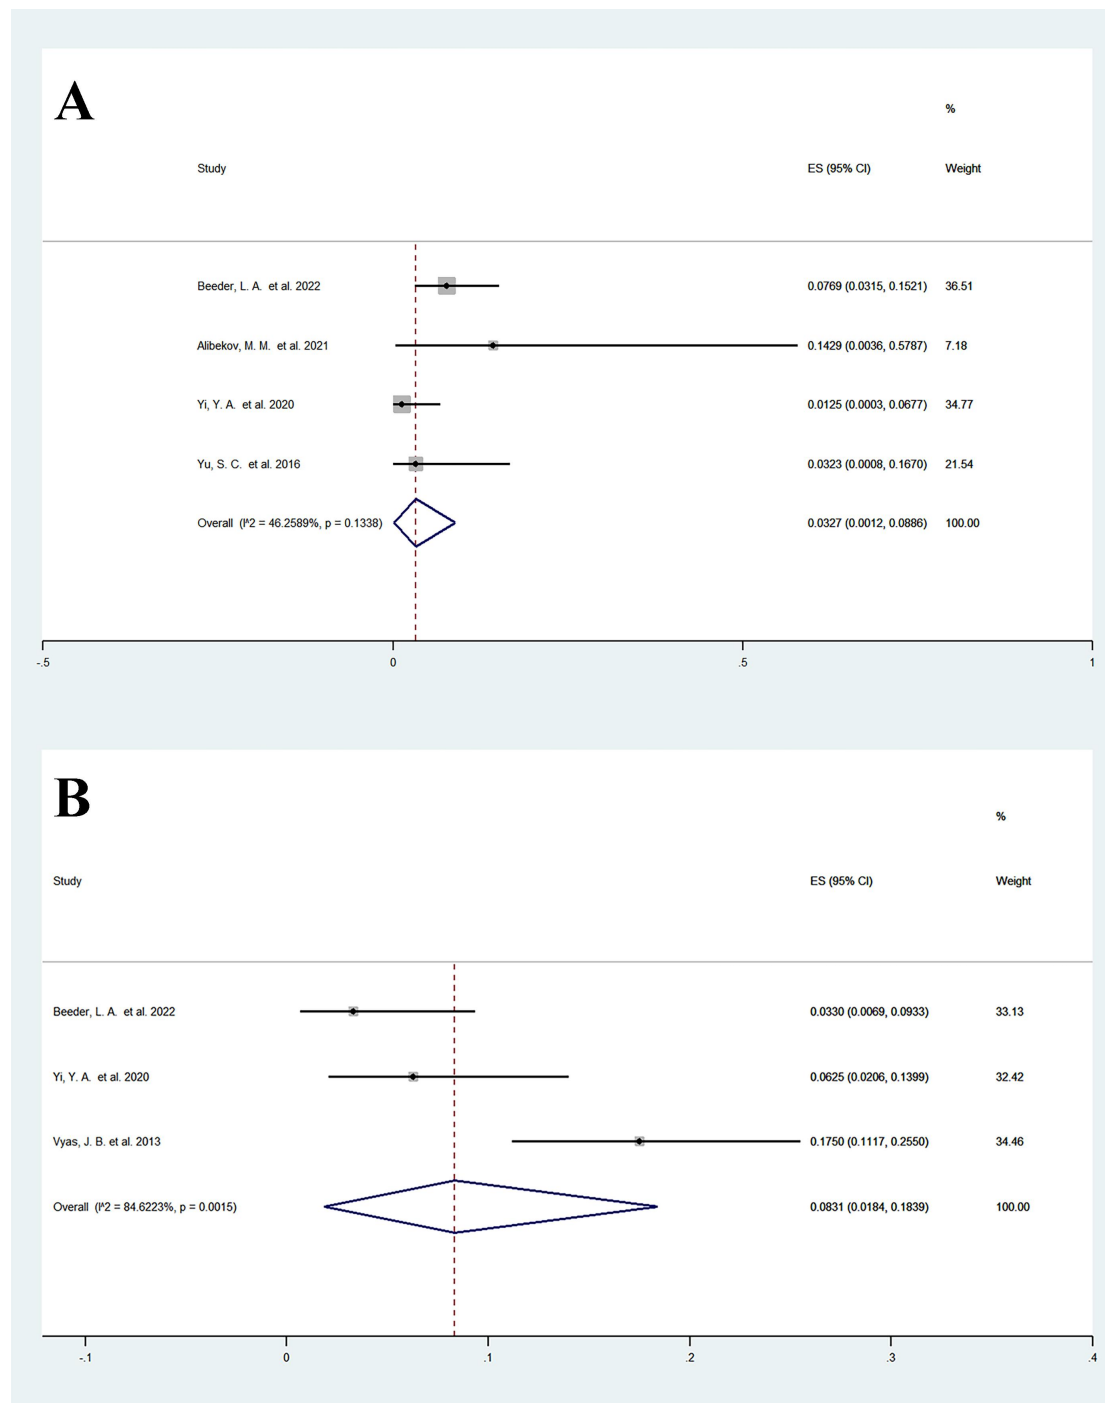 A
%
Study ES (95% CI) Weight
Beeder, L. A. et al. 2022 0.0769 (0.0315, 0.1521) 36.51
Alibekov, M. M. et al. 2021 0.1429 (0.0036, 0.5787) 7.18
Yi, Y. A. et al. 2020 0.0125 (0.0003, 0.0677) 34.77
Yu, S. C. et al. 2016 0.0323 (0.0008, 0.1670) 21.54
Overall (I^2 = 46.2589%, p = 0.1338) 0.0327 (0.0012, 0.0886) 100.00
-.5 0 .5 1
B
%
Study ES (95% CI) Weight
Beeder, L. A. et al. 2022 0.0330 (0.0069, 0.0933) 33.13
Yi, Y. A. et al. 2020 0.0625 (0.0206, 0.1399) 32.42
Vyas, J. B. et al. 2013 0.1750 (0.1117, 0.2550) 34.46
Overall (I^2 = 84.6223%, p = 0.0015) 0.0831 (0.0184, 0.1839) 100.00
-.1 0 .1 .2 .3 .4